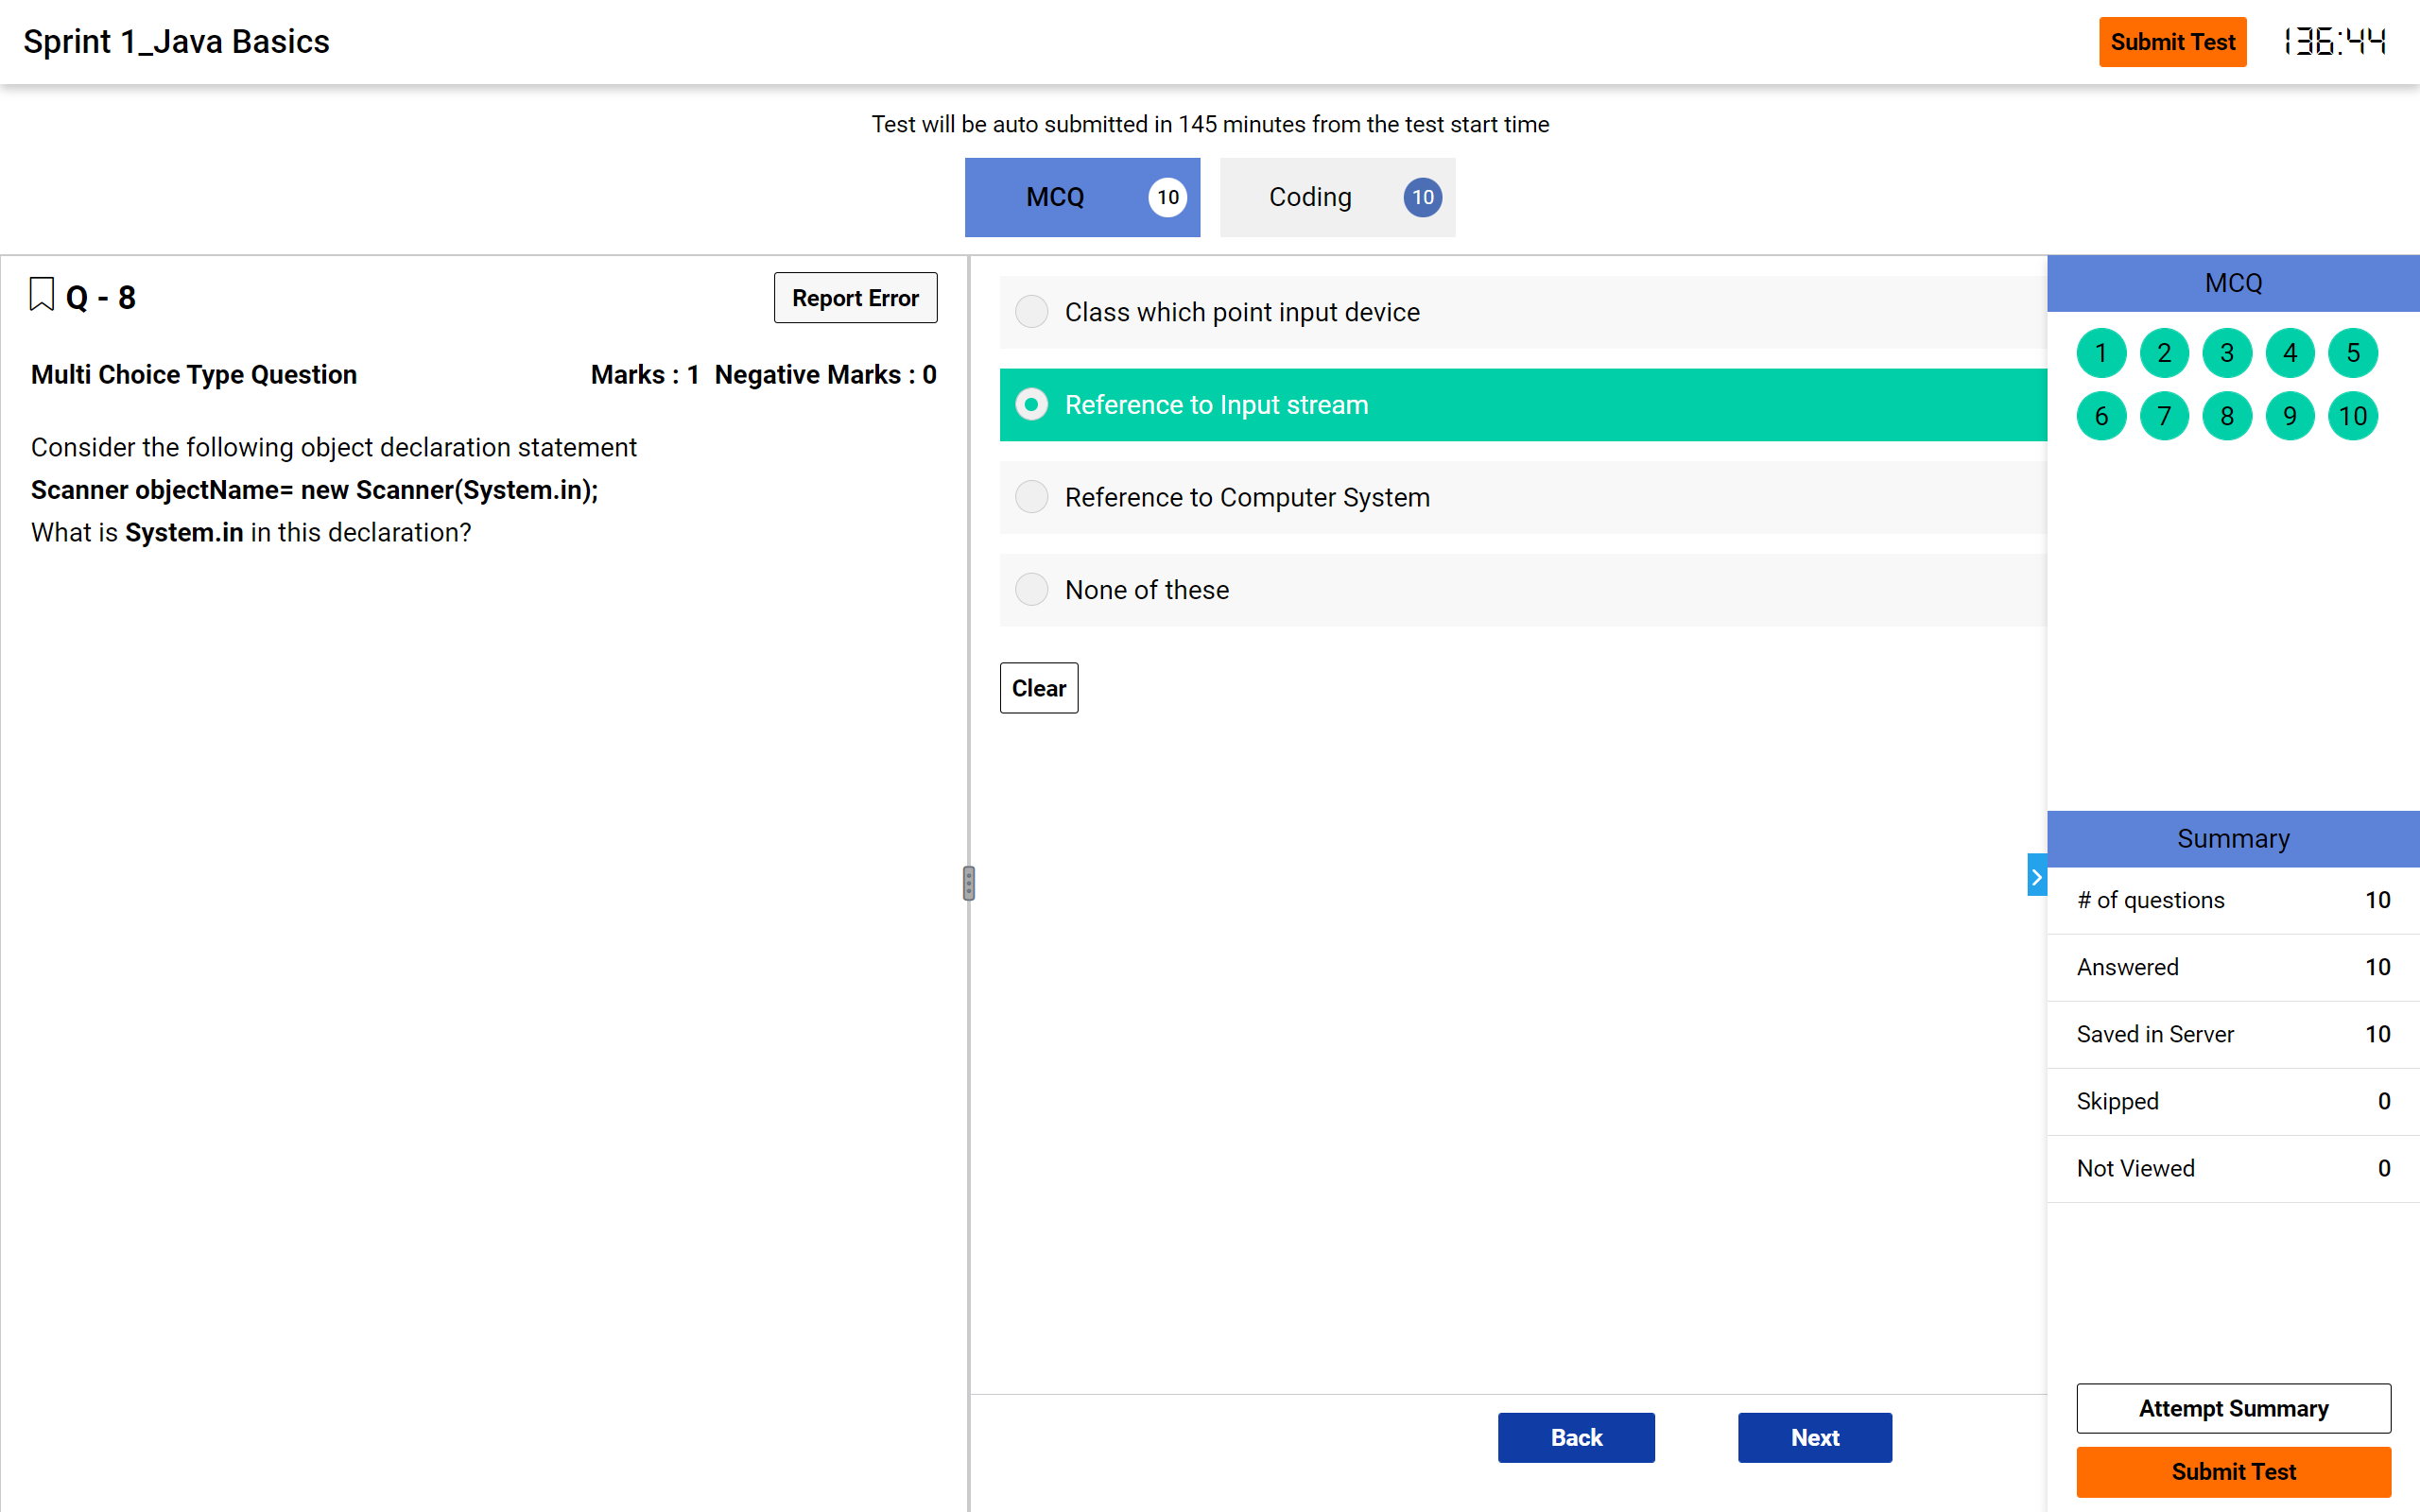 Sprint 1_Java Basics
Submit Test
136:44
Test will be auto submitted in 145 minutes from the test start time
MCQ 10
Coding 10
Q - 8
Report Error
Multi Choice Type Question
Marks : 1 Negative Marks : 0
Consider the following object declaration statement
Scanner objectName= new Scanner(System.in);
What is System.in in this declaration?
Class which point input device
Reference to Input stream
Reference to Computer System
None of these
Clear
Back
Next
MCQ
1 2 3 4 5
6 7 8 9 10
Summary
# of questions 10
Answered 10
Saved in Server 10
Skipped 0
Not Viewed 0
Attempt Summary
Submit Test